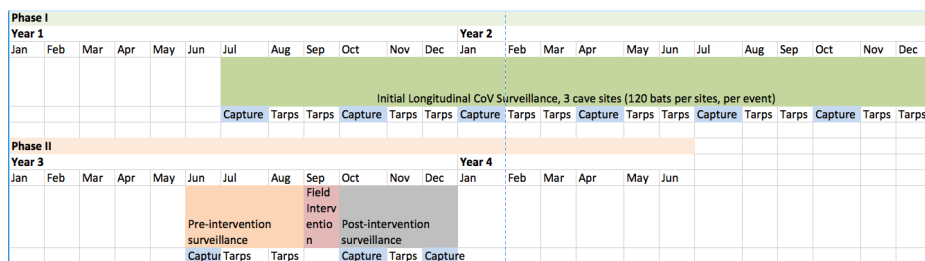 Phase I
Year 1 Year 2
Jan Feb Mar Apr May Jun Jul Aug Sep Oct Nov Dec Jan Feb Mar Apr May Jun Jul Aug Sep Oct Nov Dec
Initial Longitudinal CoV Surveillance, 3 cave sites (120 bats per sites, per event)
Capture Tarps Tarps Capture Tarps Tarps Capture Tarps Tarps Capture Tarps Tarps Capture Tarps Tarps Capture Tarps Tarps
Phase II
Year 3 Year 4
Jan Feb Mar Apr May Jun Jul Aug Sep Oct Nov Dec Jan Feb Mar Apr May Jun
Field
Interv
Pre-intervention entio Post-intervention
surveillance n surveillance
Captur Tarps Tarps Capture Tarps Capture